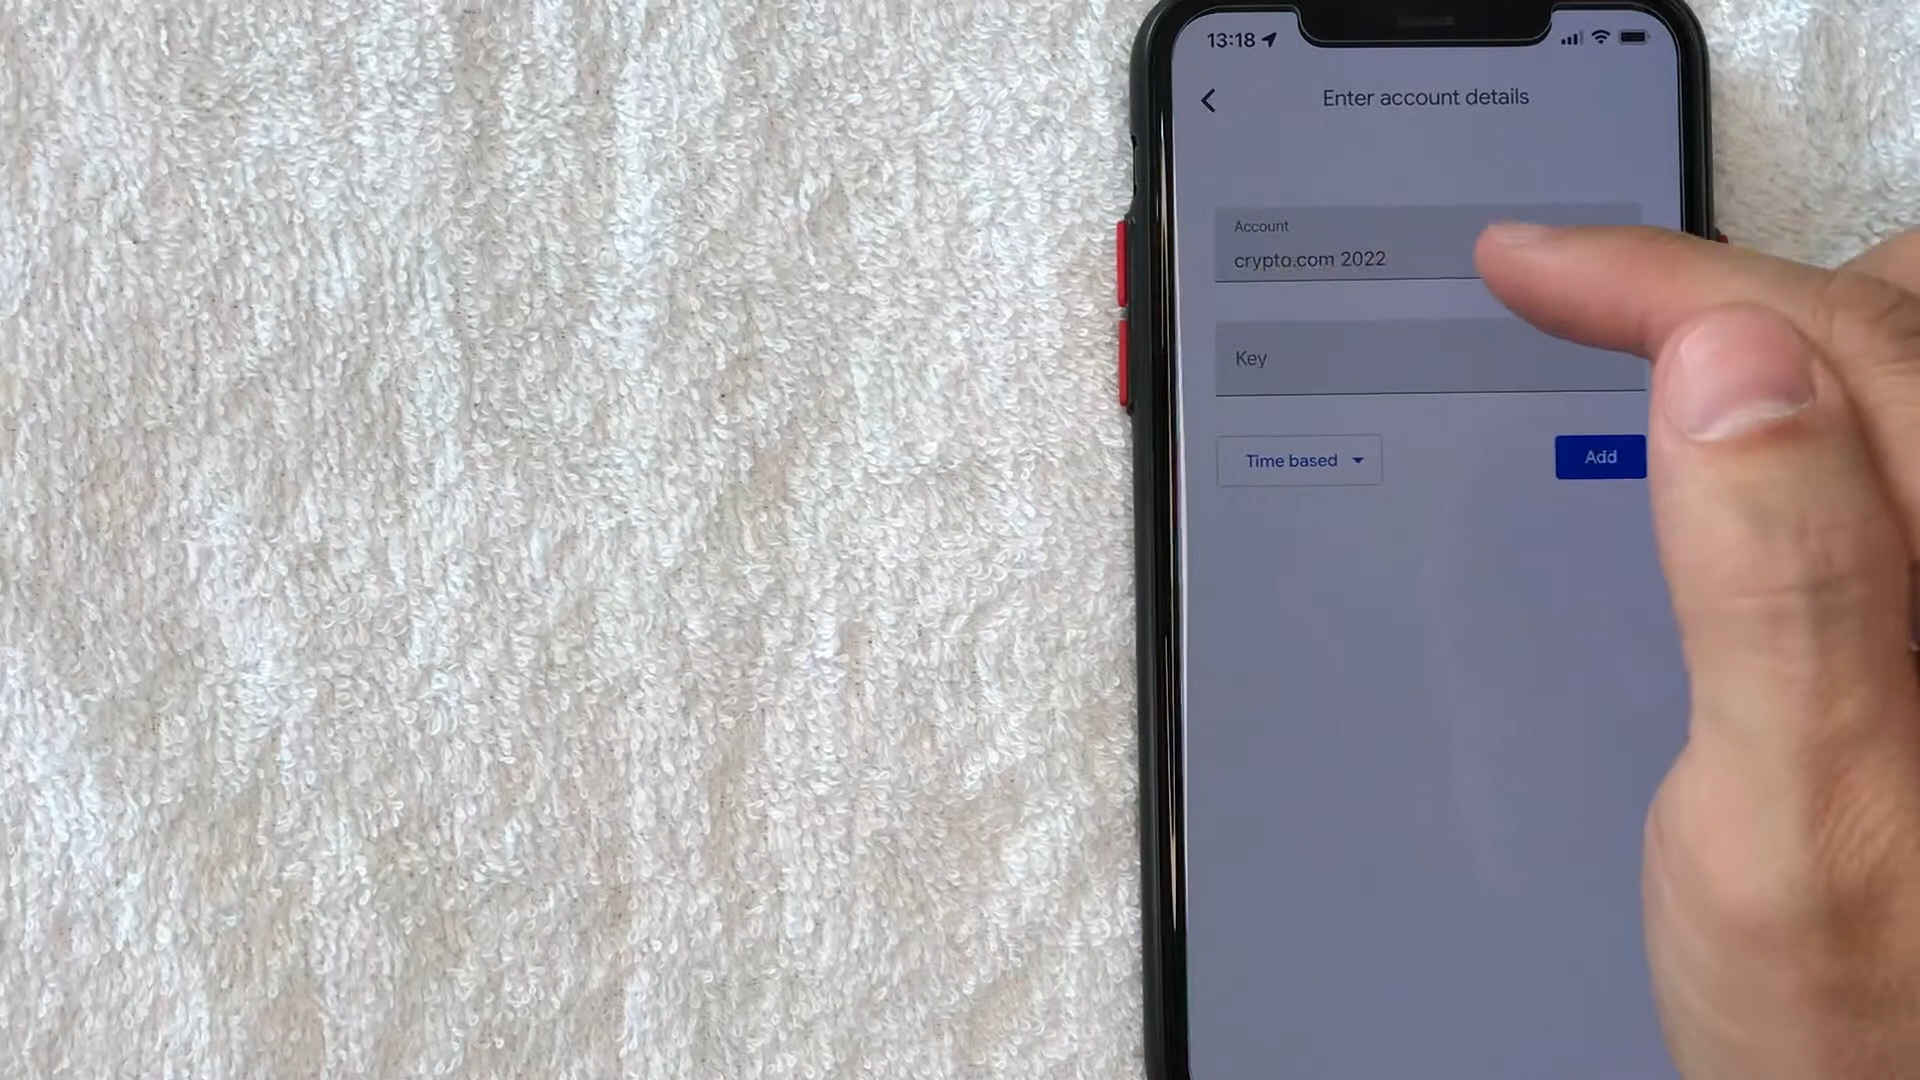 13:18
Enter account details
Account
crypto.com 2022
Key
Time based
Add